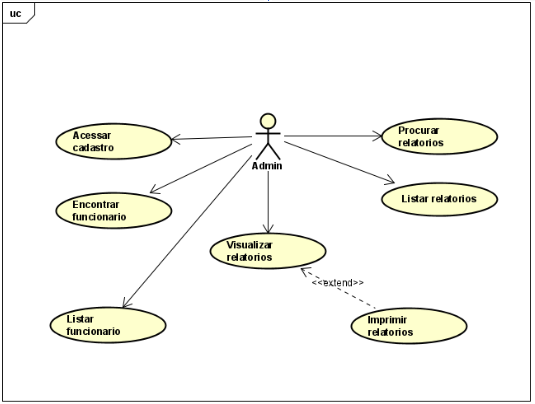 uc
Acessar
cadastro
Procurar
relatorios
Admin
Encontrar
funcionario
Listar relatorios
Visualizar
relatorios
<<extend>>
Listar
funcionario
Imprimir
relatorios